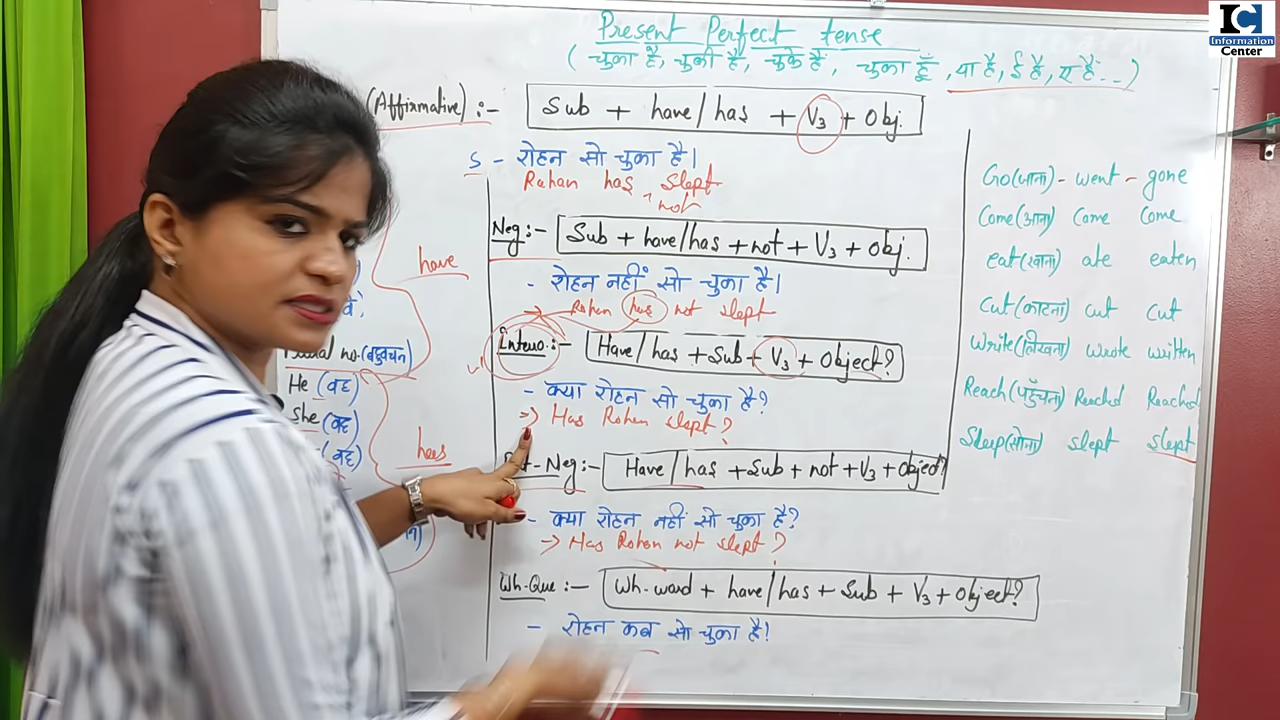 IC
Information
Center
Present Perfect tense
( चुका है, चुकी है, चुके हैं, चुका हूँ, या है, ई है, ए हैं... )
(Affirmative) :- Sub + have/has + V3 + Obj.
S - रोहन सो चुका है।
Rohan has slept
not
Neg :- Sub + have/has + not + V3 + Obj.
- रोहन नहीं सो चुका है।
→ Rohan has not slept
have
Intero. :- Have/has + Sub + V3 + Object?
- क्या रोहन सो चुका है?
=> Has Rohan slept?
-Neg :- Have/has + Sub + not + V3 + Object?
- क्या रोहन नहीं सो चुका है?
→ Has Rohan not slept?
Wh-Que :- Wh-word + have/has + Sub + V3 + Object?
- रोहन कब सो चुका है?
no. (बहुवचन)
He (वह)
She (वह)
(वह)
has
Go (जाना) - went - gone
Come (आना) Came Come
eat (खाना) ate eaten
Cut (काटना) cut cut
Write (लिखना) wrote written
Reach (पहुँचना) Reached Reached
Sleep (सोना) slept slept